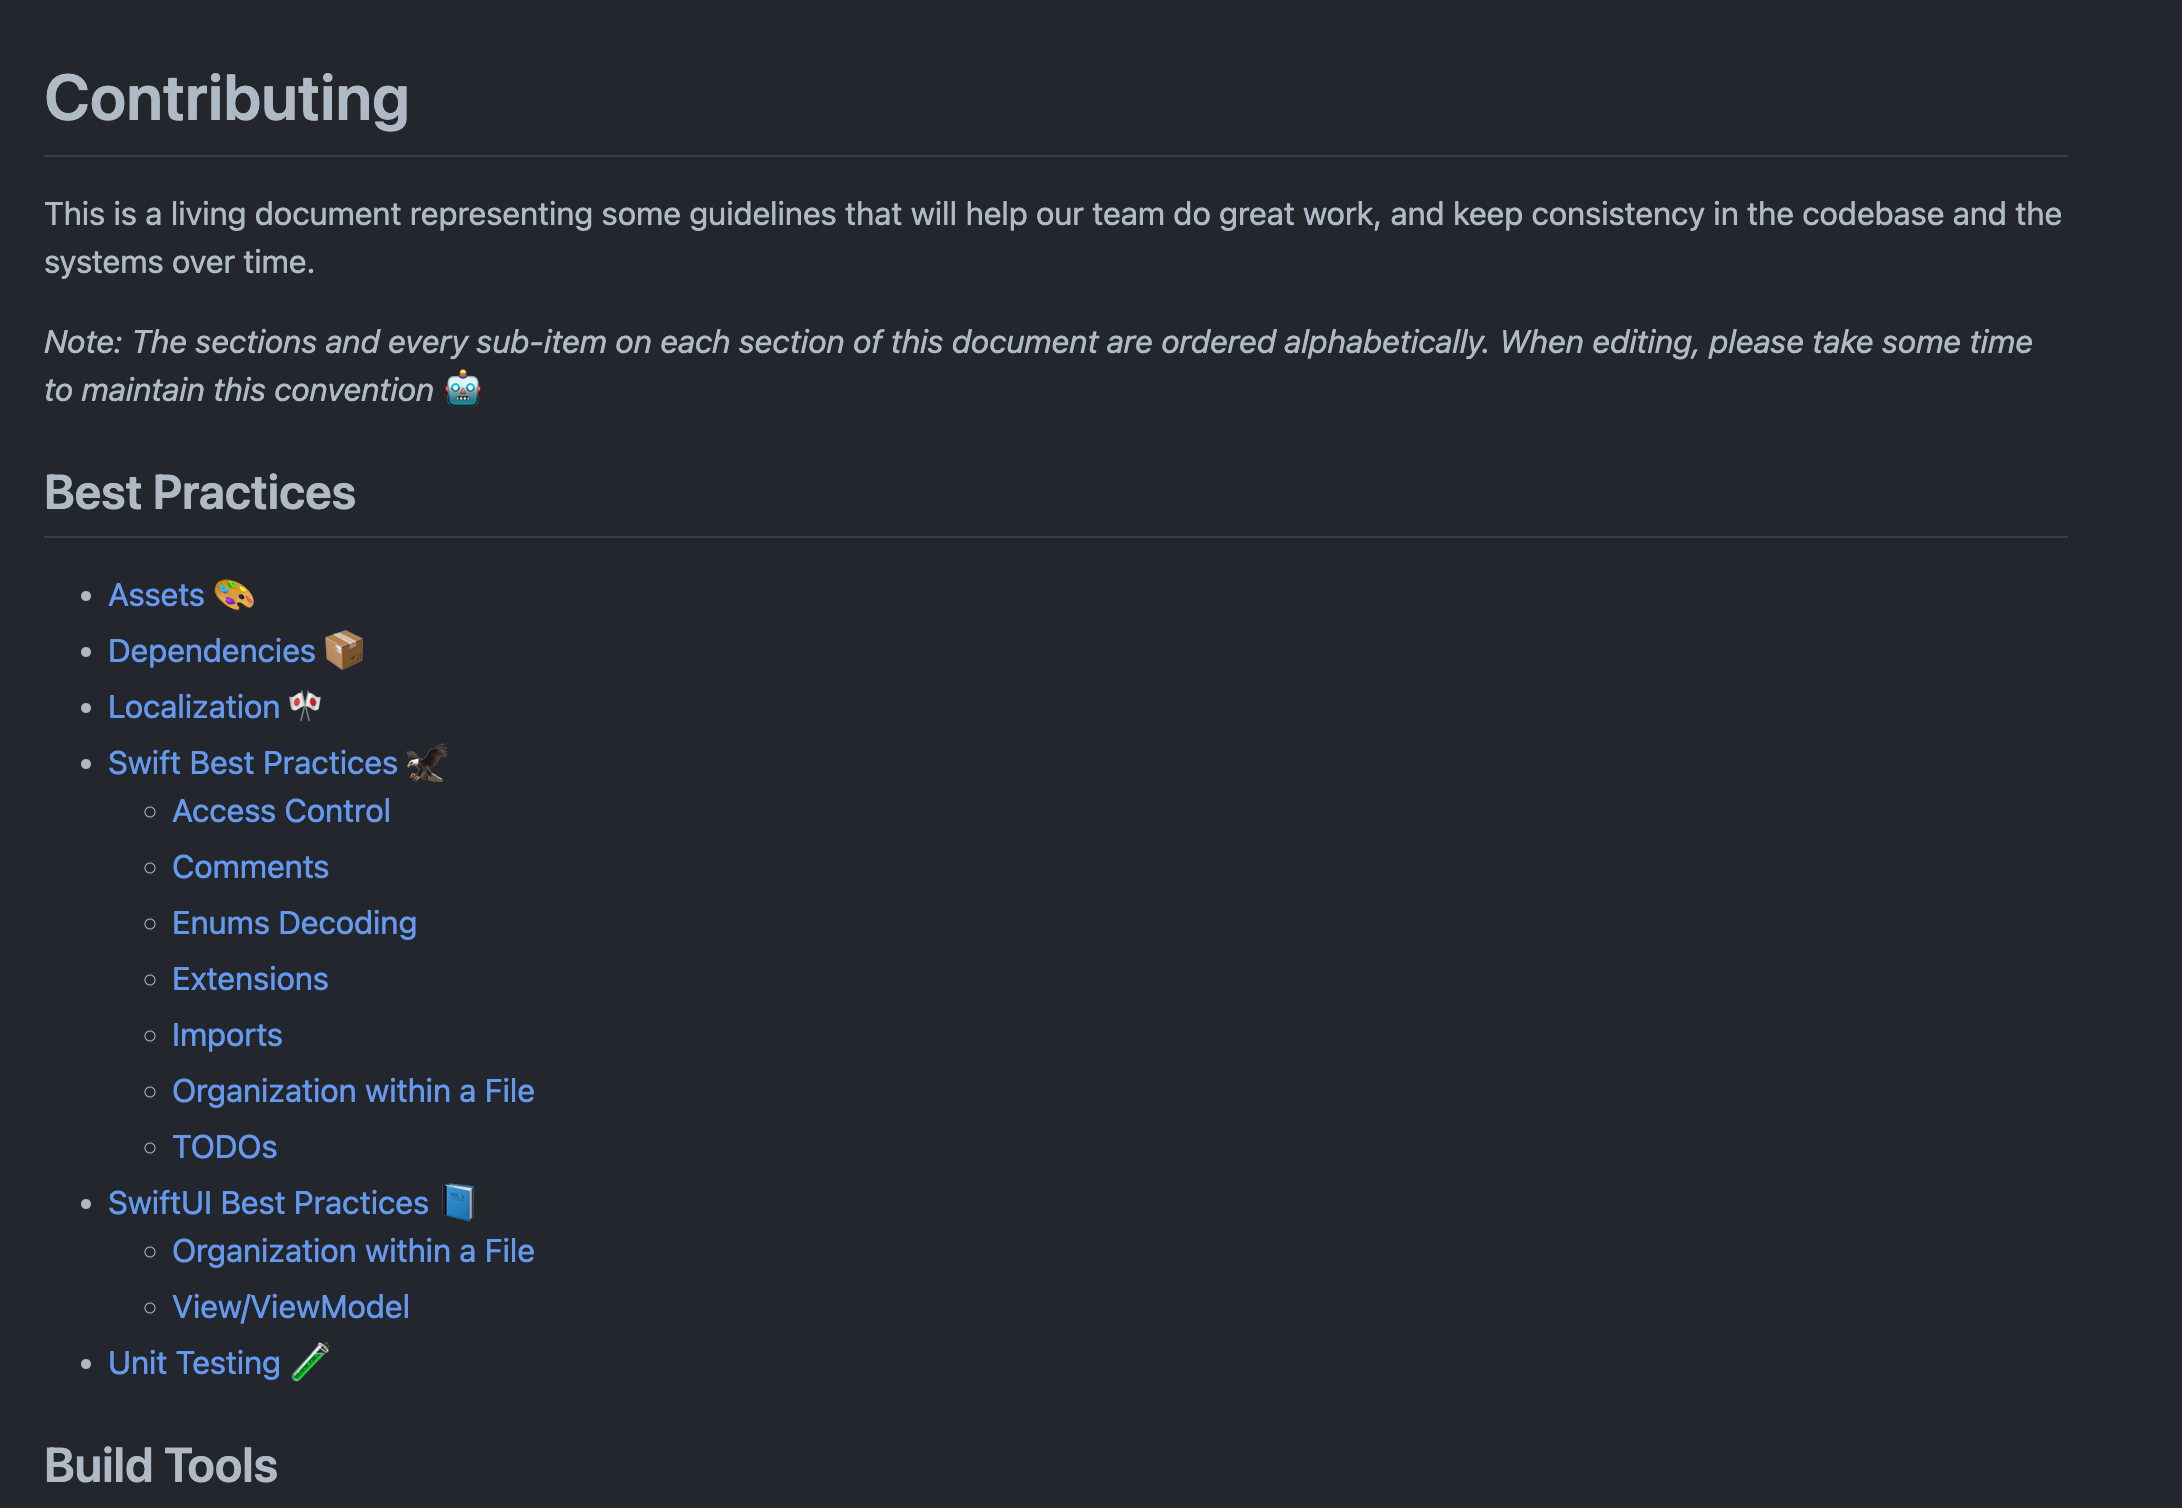 Contributing
This is a living document representing some guidelines that will help our team do great work, and keep consistency in the codebase and the
systems over time.
Note: The sections and every sub-item on each section of this document are ordered alphabetically. When editing, please take some time
to maintain this convention 🤖
Best Practices
Assets 🎨
Dependencies 📦
Localization 🎌
Swift Best Practices 🦅
Access Control
Comments
Enums Decoding
Extensions
Imports
Organization within a File
TODOs
SwiftUI Best Practices 📘
Organization within a File
View/ViewModel
Unit Testing 🧪
Build Tools